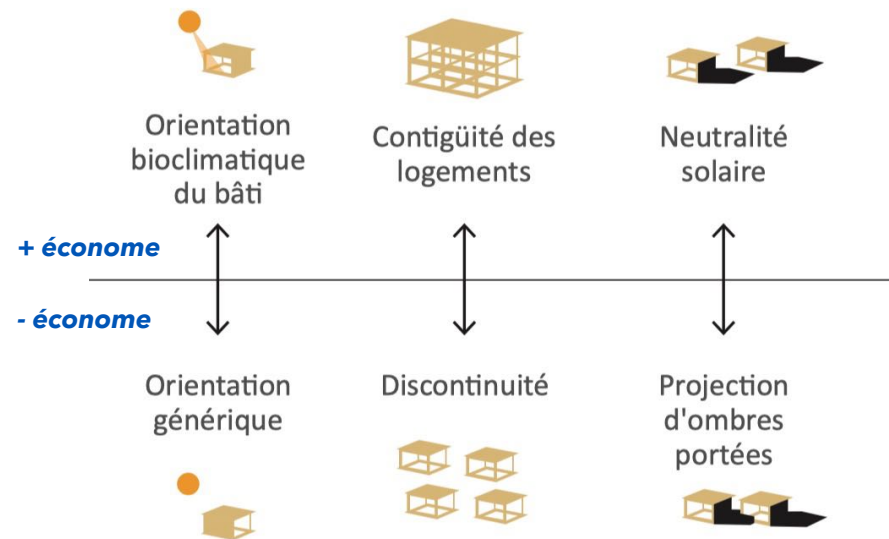 Orientation
bioclimatique
du bâti
Contigüité des
logements
Neutralité
solaire
+ économe
- économe
Orientation
générique
Discontinuité
Projection
d'ombres
portées